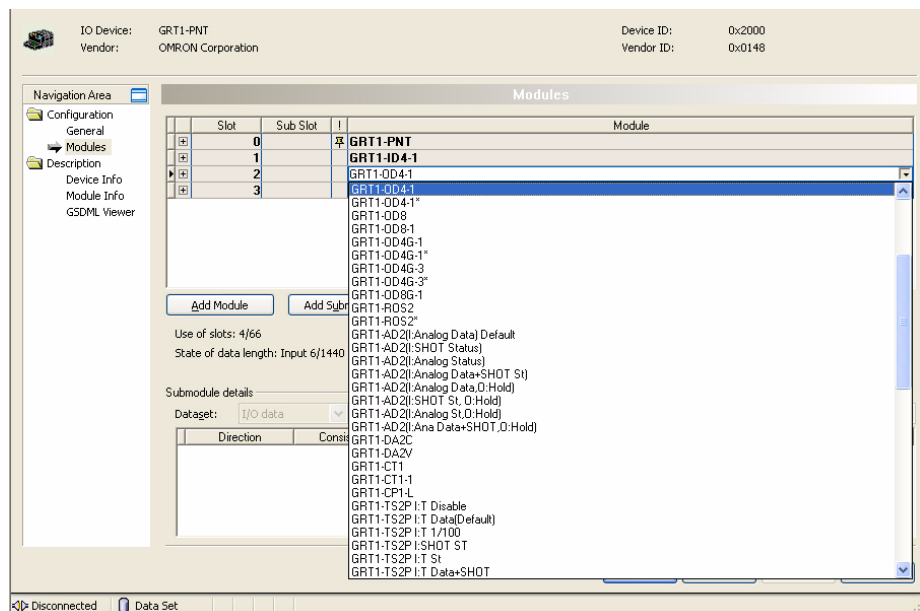 IO Device: GRT1-PNT Device ID: 0x2000
Vendor: OMRON Corporation Vendor ID: 0x0148
Navigation Area
Modules
Configuration
General
Modules
Description
Device Info
Module Info
GSDML Viewer
Slot Sub Slot ! Module
0 GRT1-PNT
1 GRT1-ID4-1
2 GRT1-OD4-1
3
GRT1-OD4-1
GRT1-OD4-1*
GRT1-OD8
GRT1-OD8-1
GRT1-OD4G-1
GRT1-OD4G-1*
GRT1-OD4G-3
GRT1-OD4G-3*
GRT1-OD8G-1
GRT1-ROS2
GRT1-ROS2*
GRT1-AD2(I:Analog Data) Default
GRT1-AD2(I:SHOT Status)
GRT1-AD2(I:Analog Status)
GRT1-AD2(I:Analog Data+SHOT St)
GRT1-AD2(I:Analog Data,O:Hold)
GRT1-AD2(I:SHOT St, O:Hold)
GRT1-AD2(I:Analog St,O:Hold)
GRT1-AD2(I:Ana Data+SHOT,O:Hold)
GRT1-DA2C
GRT1-DA2V
GRT1-CT1
GRT1-CT1-1
GRT1-CP1-L
GRT1-TS2P I:T Disable
GRT1-TS2P I:T Data(Default)
GRT1-TS2P I:T 1/100
GRT1-TS2P I:SHOT ST
GRT1-TS2P I:T St
GRT1-TS2P I:T Data+SHOT
Add Module Add Subr
Use of slots: 4/66
State of data length: Input 6/1440
Submodule details
Dataset: I/O data
Direction Consis
Disconnected Data Set